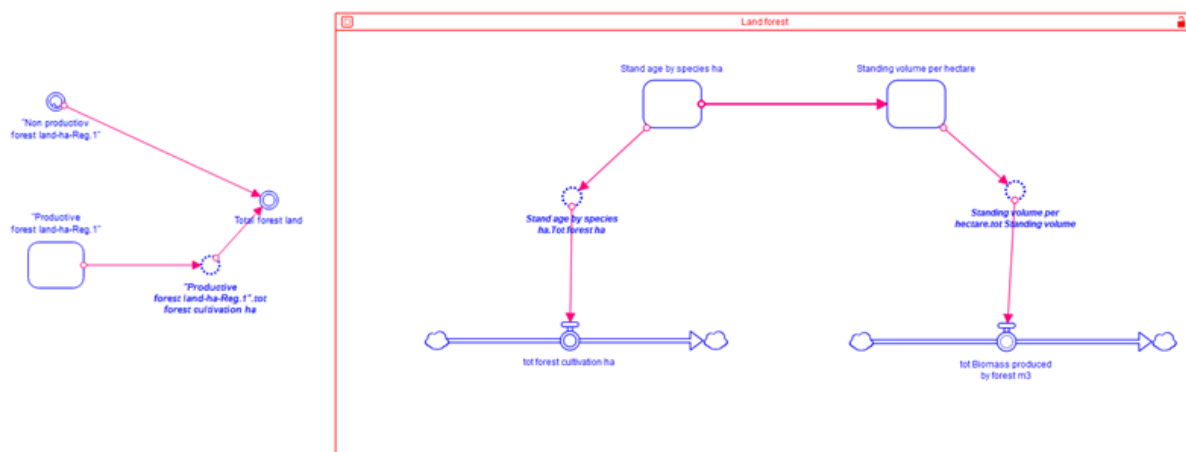 Land forest
Stand age by species ha
Standing volume per hectare
"Non productiov
forest land-ha-Reg.1"
Total forest land
"Productive
forest land-ha-Reg.1"
"Productive
forest land-ha-Reg.1".tot
forest cultivation ha
Stand age by species
ha.Tot forest ha
Standing volume per
hectare.tot Standing volume
tot forest cultivation ha
tot Biomass produced
by forest m3